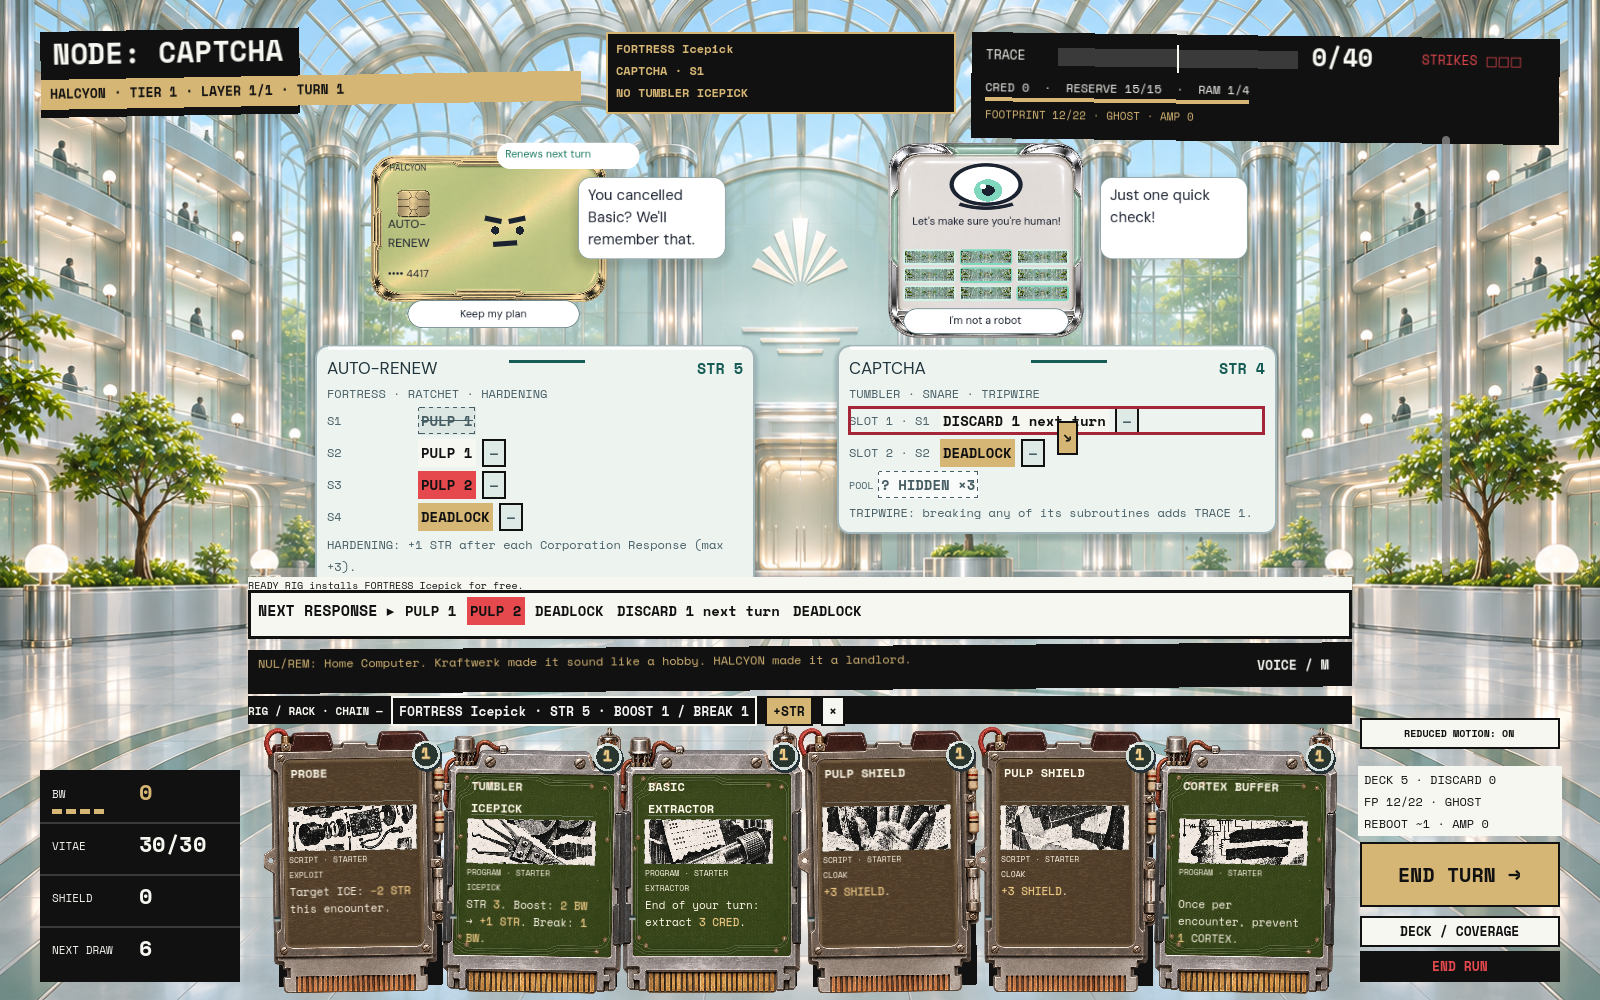 NODE: CAPTCHA
HALCYON · TIER 1 · LAYER 1/1 · TURN 1
FORTRESS Icepick
CAPTCHA · S1
NO TUMBLER ICEPICK
TRACE 0/40 STRIKES □□□
CRED 0 · RESERVE 15/15 · RAM 1/4
FOOTPRINT 12/22 · GHOST · AMP 0
HALCYON
Renews next turn
AUTO-
RENEW
•••• 4417
Keep my plan
You cancelled
Basic? We'll
remember that.
Let's make sure you're human!
I'm not a robot
Just one quick
check!
AUTO-RENEW STR 5
FORTRESS · RATCHET · HARDENING
S1 PULP 1
S2 PULP 1 —
S3 PULP 2 —
S4 DEADLOCK —
HARDENING: +1 STR after each Corporation Response (max
+3).
CAPTCHA STR 4
TUMBLER · SNARE · TRIPWIRE
SLOT 1 · S1 DISCARD 1 next turn —
↘
SLOT 2 · S2 DEADLOCK —
POOL ? HIDDEN ×3
TRIPWIRE: breaking any of its subroutines adds TRACE 1.
READY RIG installs FORTRESS Icepick for free.
NEXT RESPONSE ▸ PULP 1 PULP 2 DEADLOCK DISCARD 1 next turn DEADLOCK
NUL/REM: Home Computer. Kraftwerk made it sound like a hobby. HALCYON made it a landlord.
VOICE / M
RIG / RACK · CHAIN — FORTRESS Icepick · STR 5 · BOOST 1 / BREAK 1 +STR ×
BW 0
VITAE 30/30
SHIELD 0
NEXT DRAW 6
1
PROBE
SCRIPT · STARTER
EXPLOIT
Target ICE: −2 STR
this encounter.
1
TUMBLER
ICEPICK
PROGRAM · STARTER
ICEPICK
STR 3. Boost: 2 BW
→ +1 STR. Break: 1
BW.
1
BASIC
EXTRACTOR
PROGRAM · STARTER
EXTRACTOR
End of your turn:
extract 3 CRED.
1
PULP SHIELD
SCRIPT · STARTER
CLOAK
+3 SHIELD.
1
PULP SHIELD
SCRIPT · STARTER
CLOAK
+3 SHIELD.
1
CORTEX BUFFER
PROGRAM · STARTER
Once per
encounter, prevent
1 CORTEX.
REDUCED MOTION: ON
DECK 5 · DISCARD 0
FP 12/22 · GHOST
REBOOT ~1 · AMP 0
END TURN →
DECK / COVERAGE
END RUN